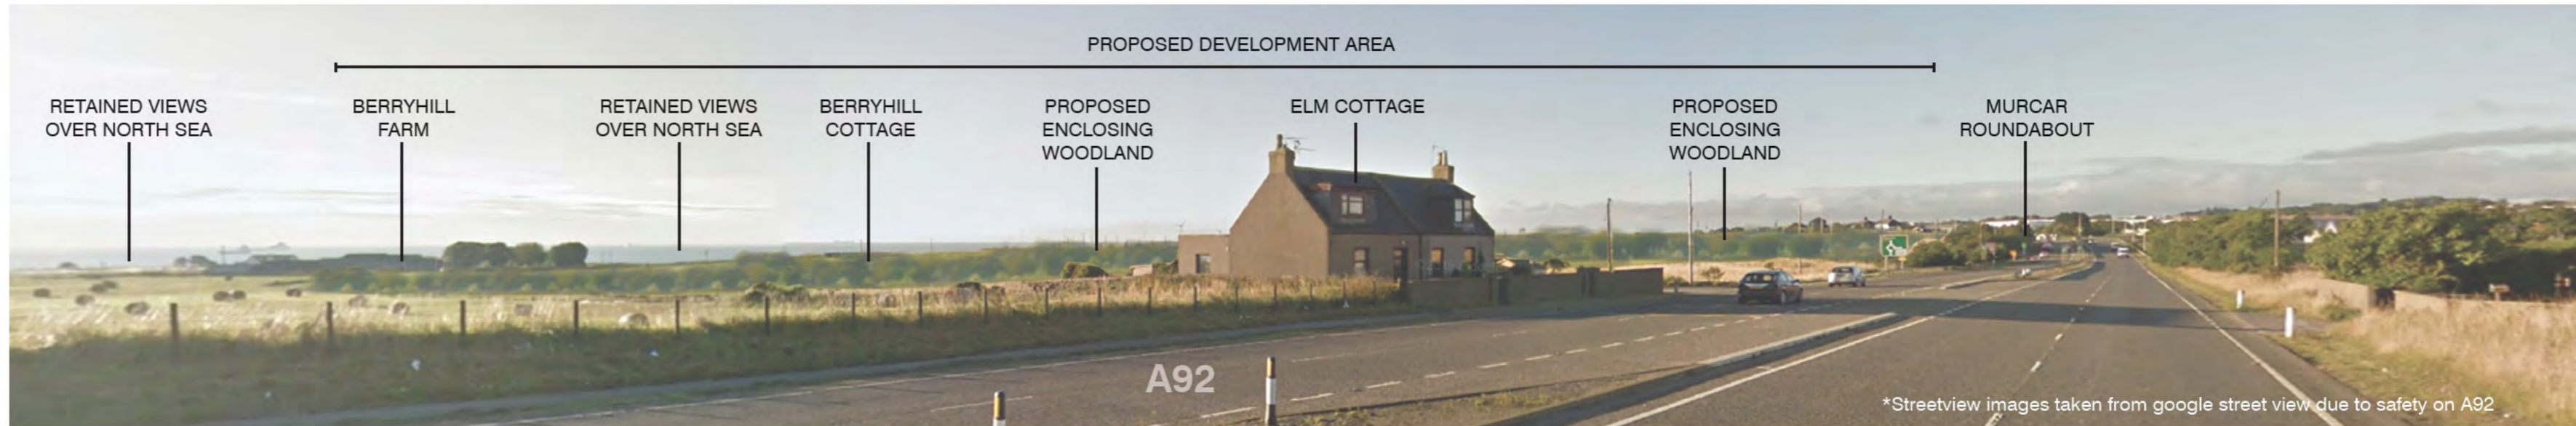 PROPOSED DEVELOPMENT AREA
RETAINED VIEWS
OVER NORTH SEA
BERRYHILL
FARM
RETAINED VIEWS
OVER NORTH SEA
BERRYHILL
COTTAGE
PROPOSED
ENCLOSING
WOODLAND
ELM COTTAGE
PROPOSED
ENCLOSING
WOODLAND
MURCAR
ROUNDABOUT
A92
*Streetview images taken from google street view due to safety on A92